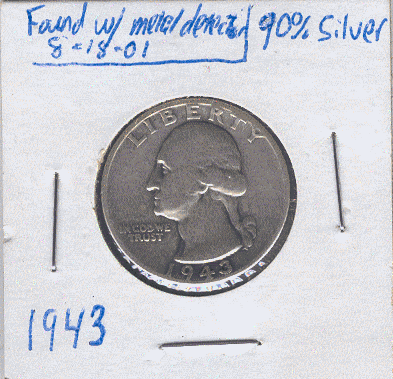 Found w/ metal detector
8-18-01
90% Silver
LIBERTY
IN GOD WE
TRUST
1943
1943